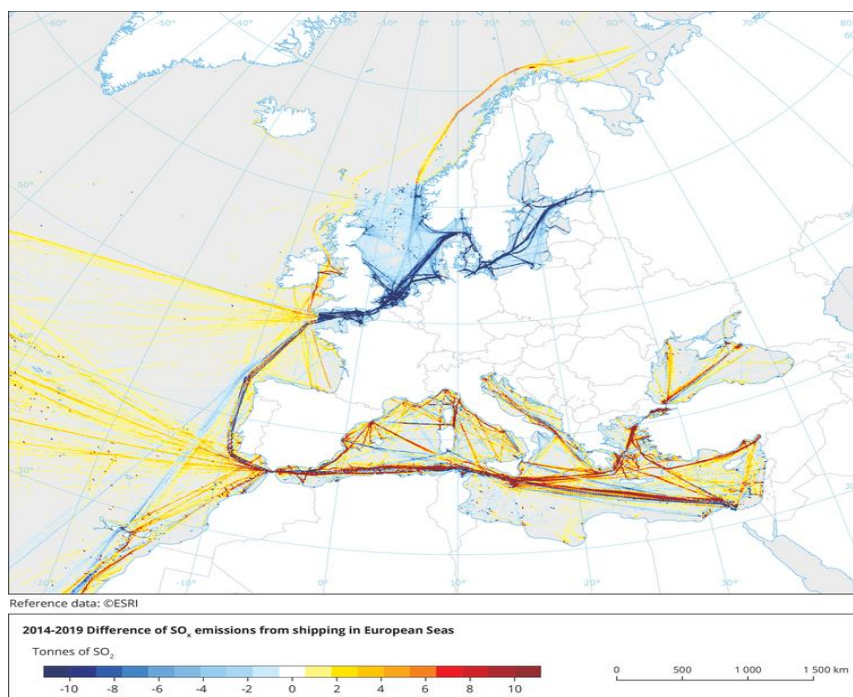 -60° -50° -40° -30° -20° -10° 0° 10° 20° 30° 40° 50° 60° 70°
60°
50°
50°
40°
40°
30°
-20° -10° 0° 10° 20° 30°
Reference data: ©ESRI
2014-2019 Difference of SOx emissions from shipping in European Seas
Tonnes of SO2
-10 -8 -6 -4 -2 0 2 4 6 8 10
0 500 1 000 1 500 km